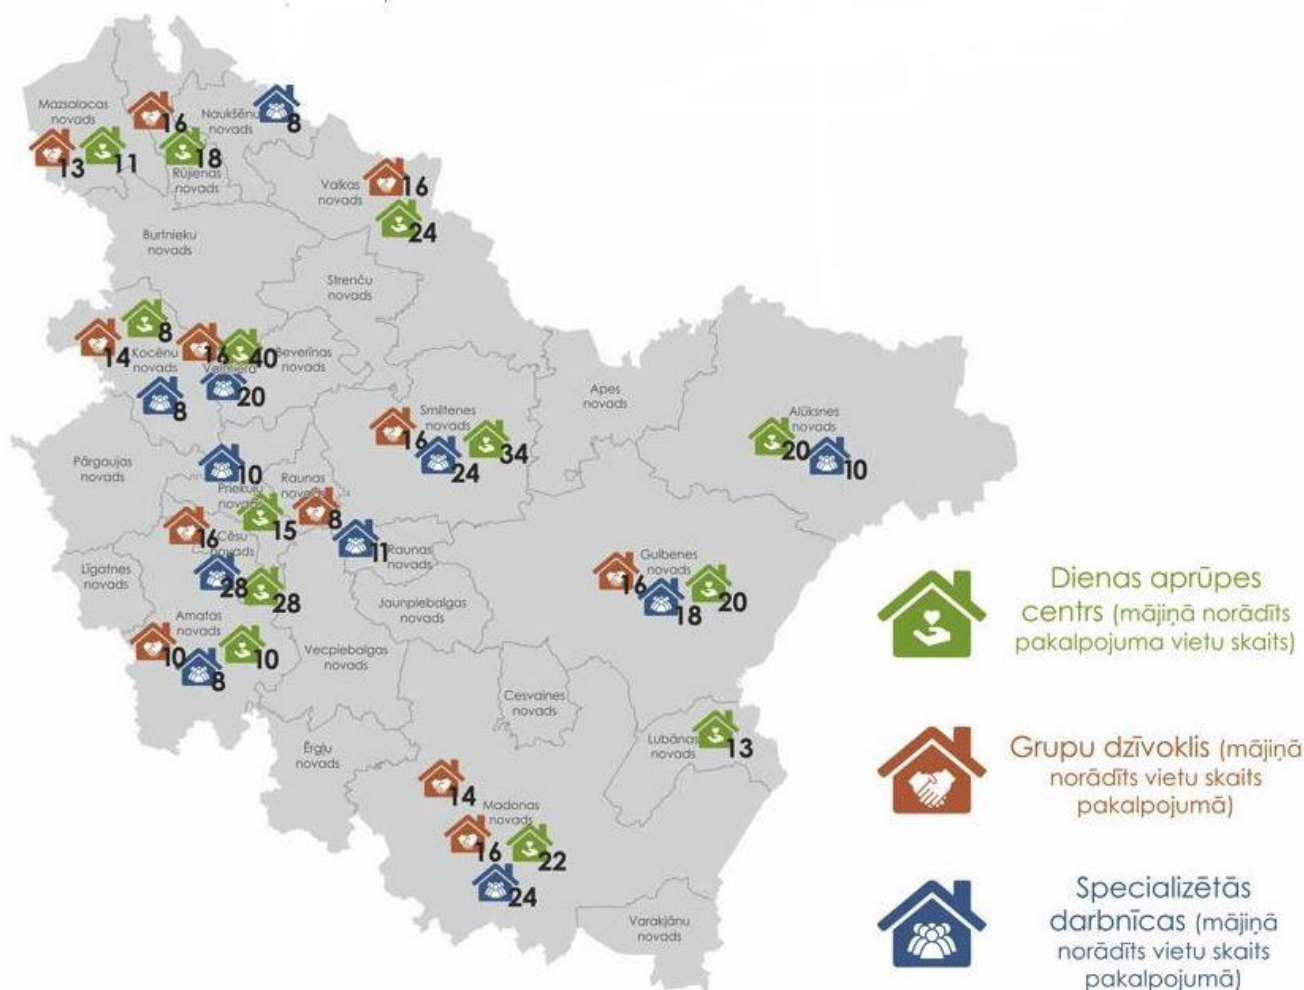 Mazsalacas
novads
16
Naukšēnu
novads
8
13
11
18
Rūjienas
novads
Valkas
novads
16
24
Burtnieku
novads
Strenču
novads
8
14
Kocēnu
novads
16
40
Beverīnas
novads
Valmiera
20
8
Apes
novads
Smiltenes
novads
16
24
34
Alūksnes
novads
20
10
Pārgaujas
novads
10
Priekuļu
novads
Raunas
novads
8
15
16
Cēsu
novads
11
Raunas
novads
Līgatnes
novads
28
28
Jaunpiebalgas
novads
Gulbenes
novads
16
18
20
Amatas
novads
10
8
10
Vecpiebalgas
novads
Cesvaines
novads
Lubānas
novads
13
Ērgļu
novads
14
Madonas
novads
16
22
24
Varakļānu
novads
Dienas aprūpes
centrs (mājiņā norādīts
pakalpojuma vietu skaits)
Grupu dzīvoklis (mājiņā
norādīts vietu skaits
pakalpojumā)
Specializētās
darbnīcas (mājiņā
norādīts vietu skaits
pakalpojumā)